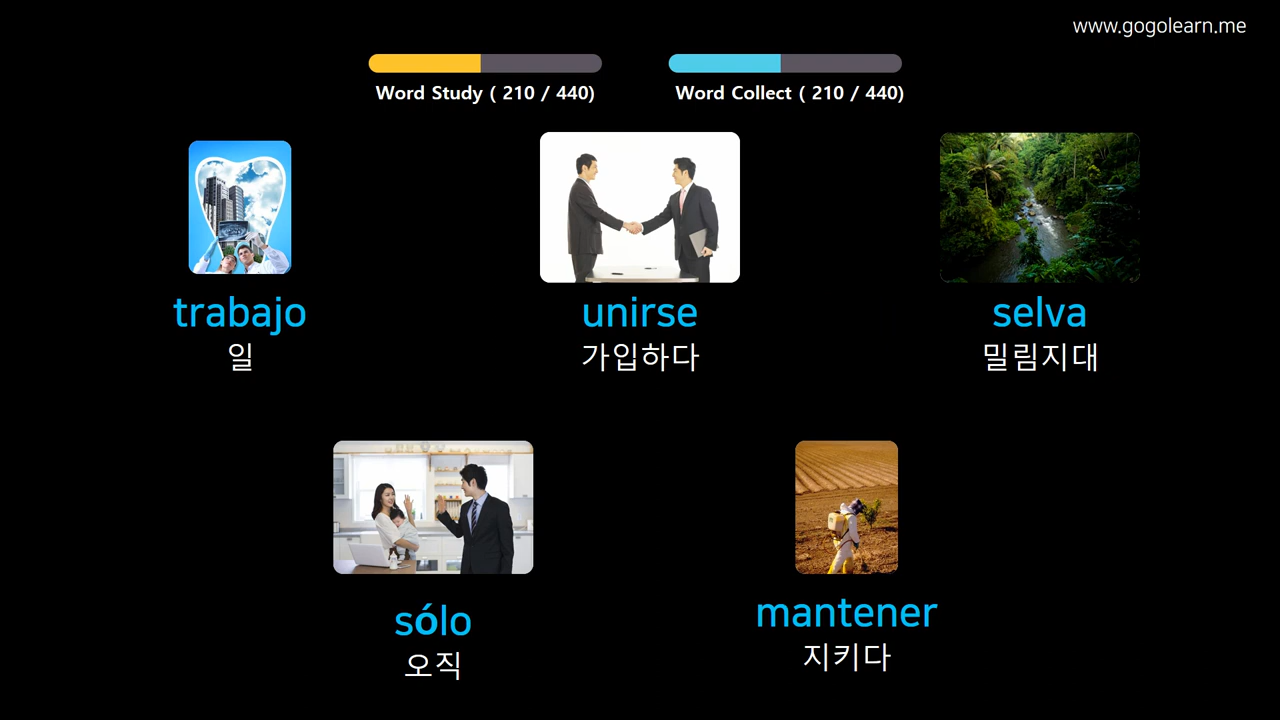 www.gogolearn.me
Word Study ( 210 / 440)
Word Collect ( 210 / 440)
trabajo
일
unirse
가입하다
selva
밀림지대
sólo
오직
mantener
지키다